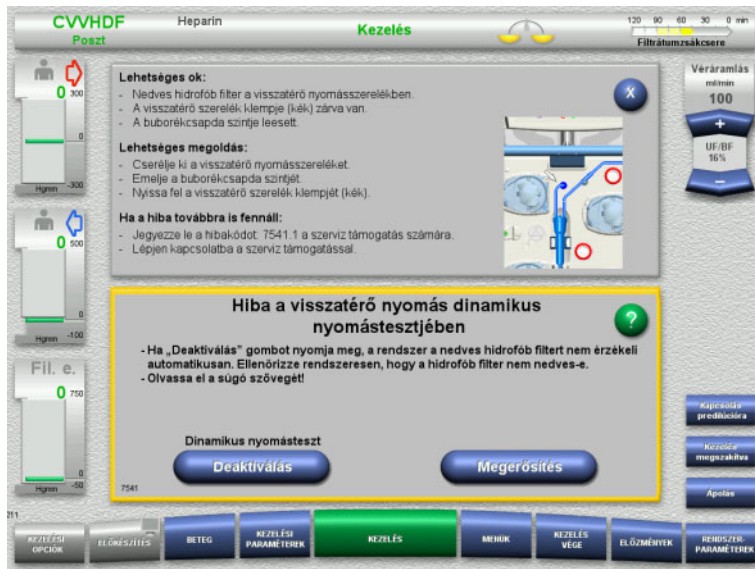 CVVHDF
Poszt
Heparin
Kezelés
120 90 60 30 0 min
Filtrátumzsákcsere
0 300
0
-300
Hgmm
0 500
0
-100
Hgmm
Fil. e.
0 750
0
-50
Hgmm
Lehetséges ok:
- Nedves hidrofób filter a visszatérő nyomásszerelékben.
- A visszatérő szerelék klempje (kék) zárva van.
- A buborékcsapda szintje leesett.
Lehetséges megoldás:
- Cserélje ki a visszatérő nyomásszereléket.
- Emelje a buborékcsapda szintjét.
- Nyissa fel a visszatérő szerelék klempjét (kék).
Ha a hiba továbbra is fennáll:
- Jegyezze le a hibakódot: 7541.1 a szerviz támogatás számára.
- Lépjen kapcsolatba a szerviz támogatással.
X
Véráramlás
ml/min
100
+
UF/BF
16%
−
Hiba a visszatérő nyomás dinamikus
nyomástesztjében
?
- Ha „Deaktiválás” gombot nyomja meg, a rendszer a nedves hidrofób filtert nem érzékeli
automatikusan. Ellenőrizze rendszeresen, hogy a hidrofób filter nem nedves-e.
- Olvassa el a súgó szövegét!
Dinamikus nyomásteszt
Deaktiválás
Megerősítés
7541
Kapcsolás
predilúcióra
Kezelés
megszakítva
Ápolás
211
KEZELÉSI
OPCIÓK
ELŐKÉSZÍTÉS
BETEG
KEZELÉSI
PARAMÉTEREK
KEZELÉS
MENÜK
KEZELÉS
VÉGE
ELŐZMÉNYEK
RENDSZER-
PARAMÉTEREK